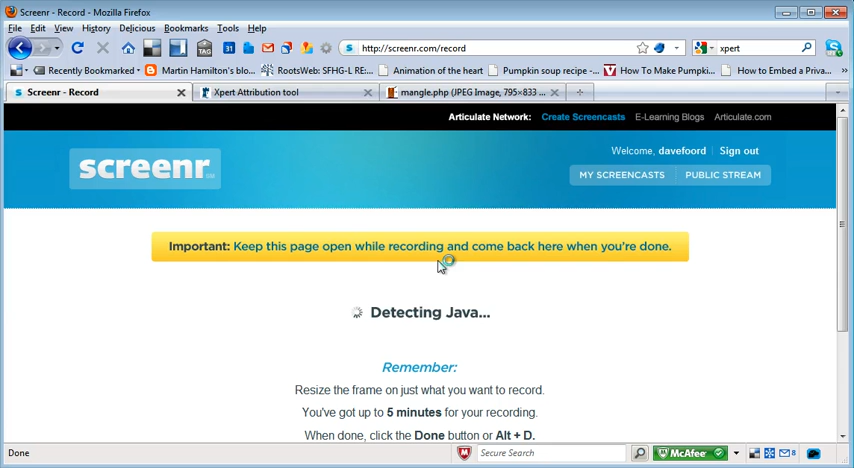 Screenr - Record - Mozilla Firefox
File Edit View History Delicious Bookmarks Tools Help
TAG 31 S http://screenr.com/record xpert
Recently Bookmarked Martin Hamilton's blo... RootsWeb: SFHG-L RE:... Animation of the heart Pumpkin soup recipe -... How To Make Pumpki... How to Embed a Priva... »
S Screenr - Record Xpert Attribution tool mangle.php (JPEG Image, 795×833 ...
Articulate Network: Create Screencasts E-Learning Blogs Articulate.com
screenr
Welcome, davefoord Sign out
MY SCREENCASTS PUBLIC STREAM
Important: Keep this page open while recording and come back here when you're done.
Detecting Java...
Remember:
Resize the frame on just what you want to record.
You've got up to 5 minutes for your recording.
When done, click the Done button or Alt + D.
Done Secure Search McAfee 8